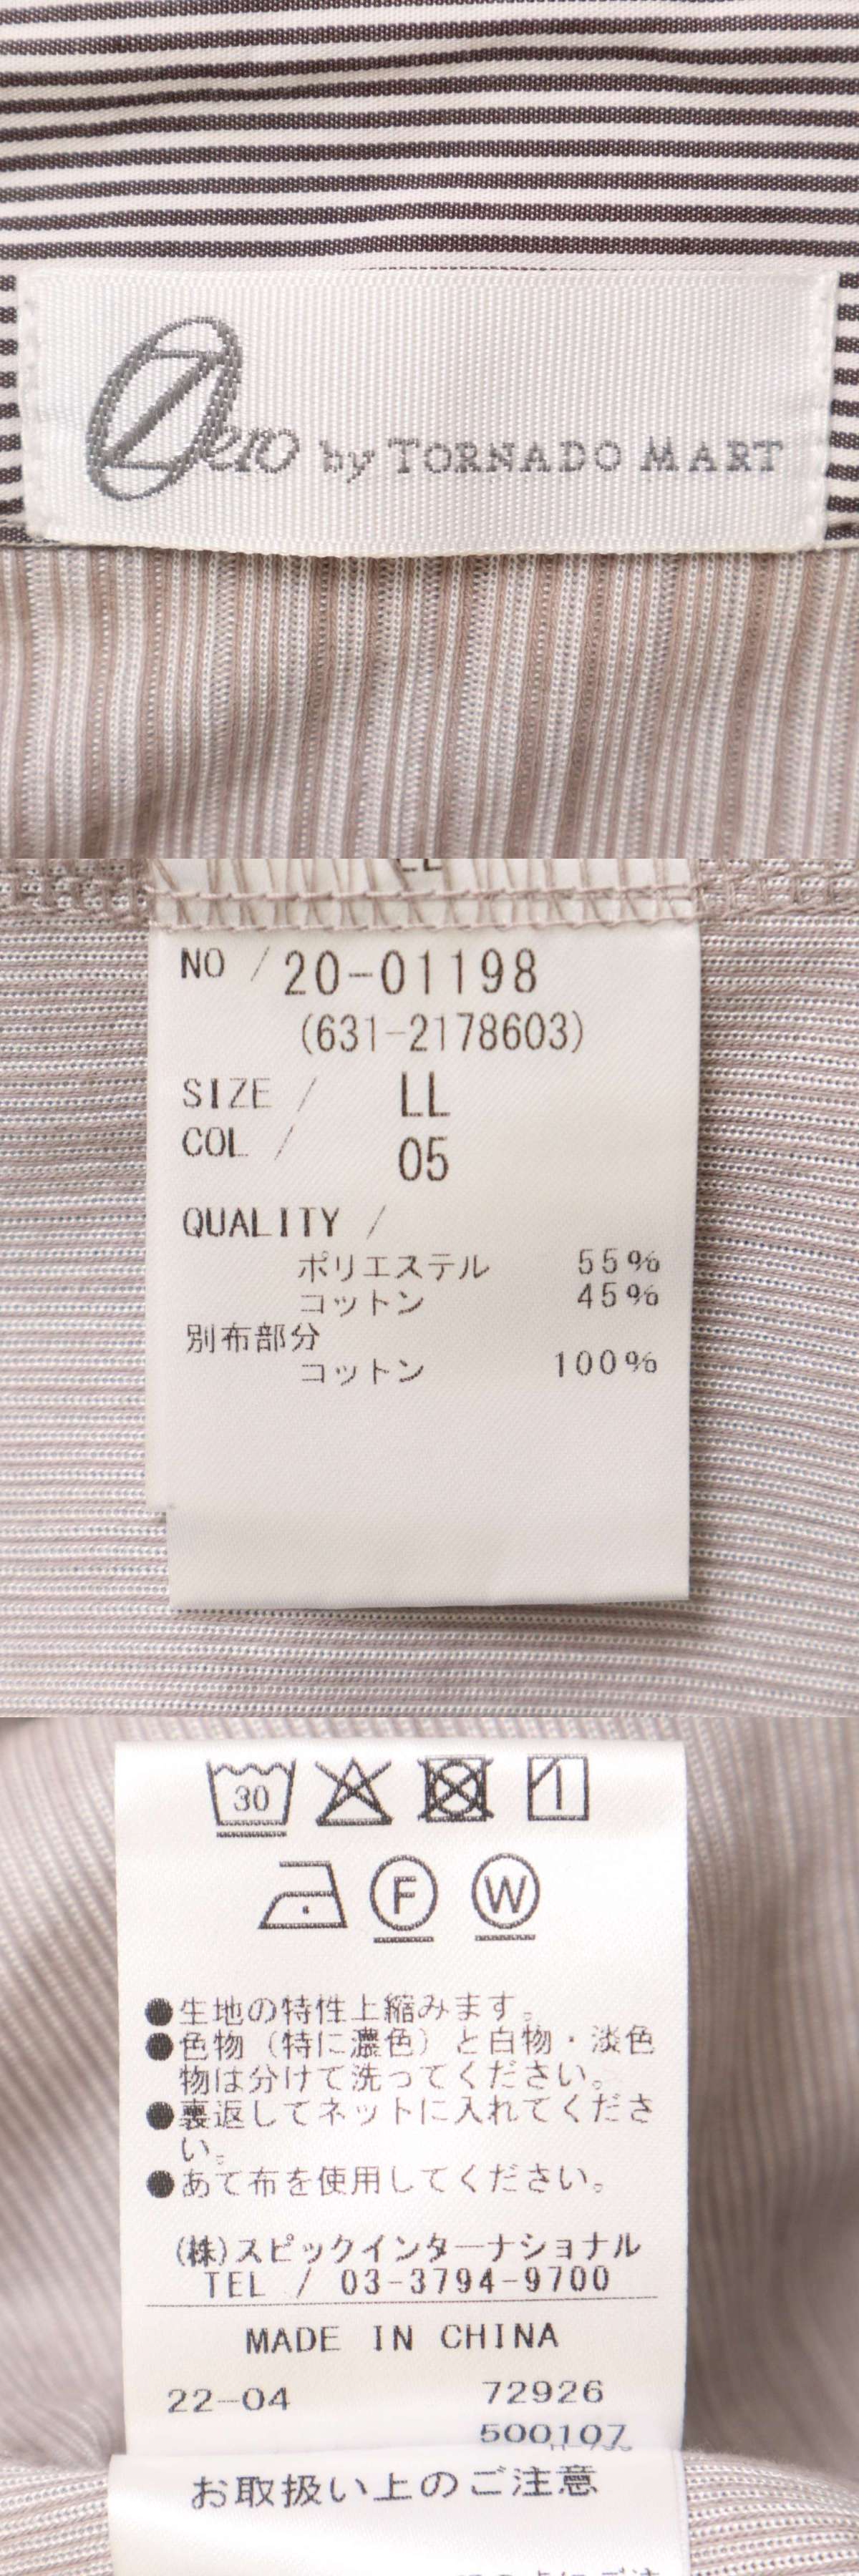 Zero by TORNADO MART
LL
NO / 20-01198
(631-2178603)
SIZE / LL
COL / 05
QUALITY /
ポリエステル 55%
コットン 45%
別布部分
コットン 100%
30
F W
●生地の特性上縮みます。
●色物（特に濃色）と白物・淡色
物は分けて洗ってください。
●裏返してネットに入れてくださ
い。
●あて布を使用してください。
(株)スピックインターナショナル
TEL / 03-3794-9700
MADE IN CHINA
22-04 72926
500107
お取扱い上のご注意